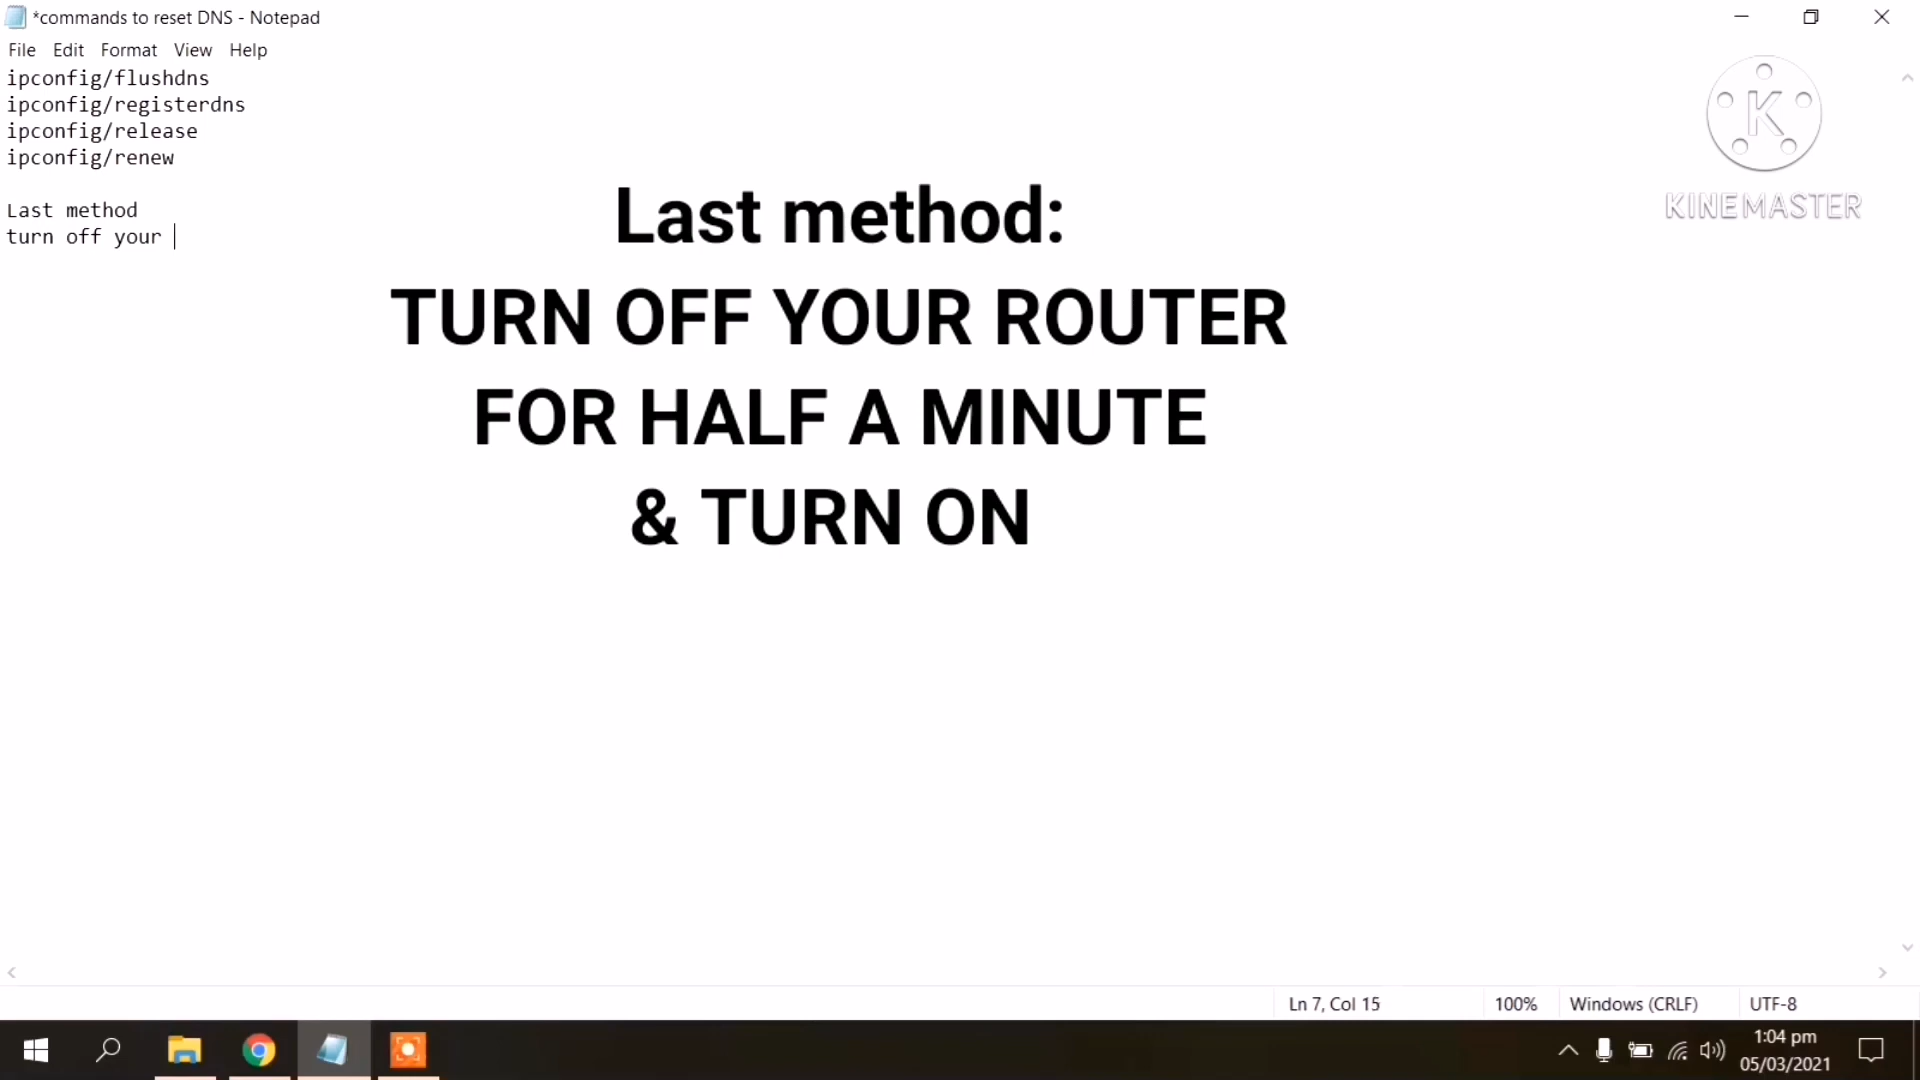 *commands to reset DNS - Notepad
File Edit Format View Help
ipconfig/flushdns
ipconfig/registerdns
ipconfig/release
ipconfig/renew
Last method
turn off your
K
KINEMASTER
Last method:
TURN OFF YOUR ROUTER
FOR HALF A MINUTE
& TURN ON
Ln 7, Col 15 100% Windows (CRLF) UTF-8
1:04 pm
05/03/2021